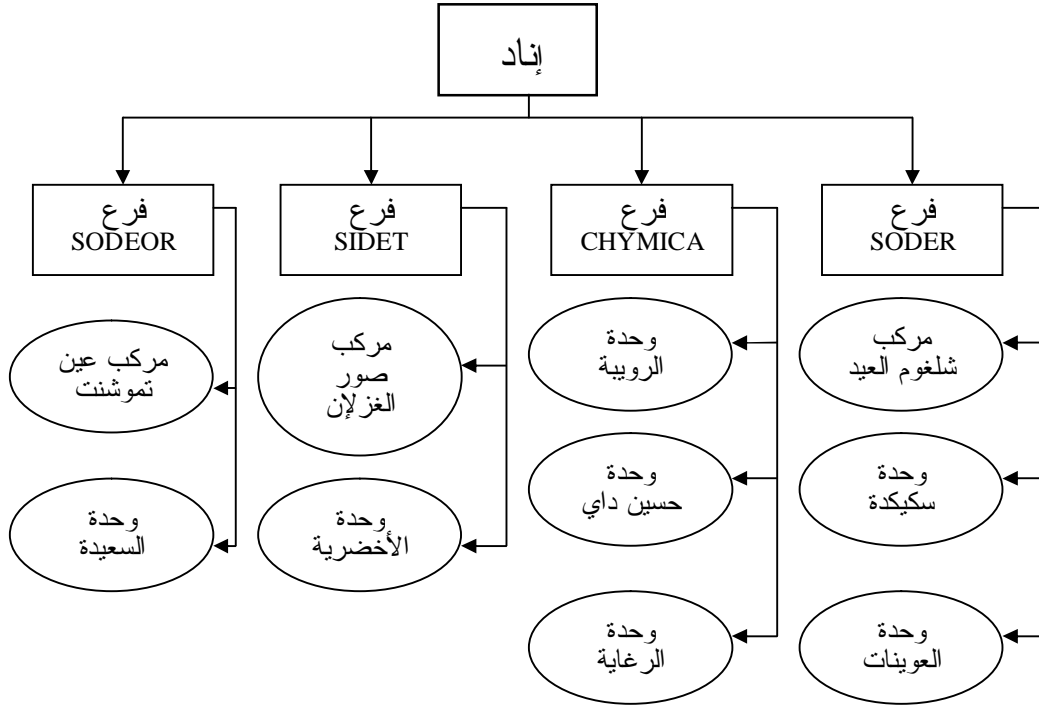 إناد
فرع
SODER
فرع
CHYMICA
فرع
SIDET
فرع
SODEOR
مركب
شلغوم العيد
وحدة
الرويبة
مركب
صور
الغزلان
مركب عين
تموشنت
وحدة
سكيكدة
وحدة
حسين داي
وحدة
الأخضرية
وحدة
السعيدة
وحدة
العوينات
وحدة
الرغاية